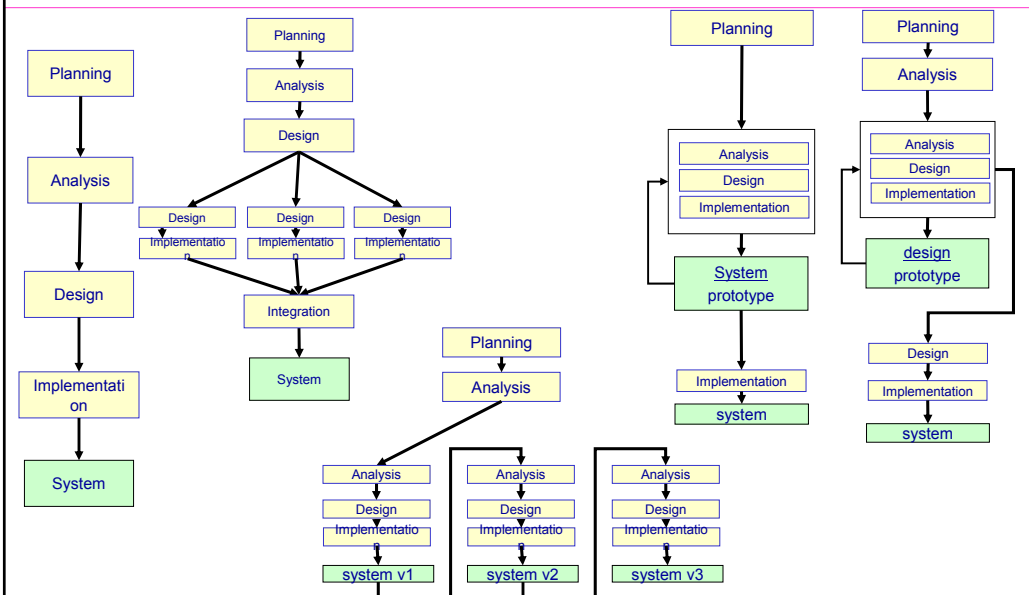 Planning
Analysis
Design
Implementati
on
System
Planning
Analysis
Design
Design
Implementatio
n
Design
Implementatio
n
Design
Implementatio
n
Integration
System
Planning
Analysis
Analysis
Design
Implementatio
n
system v1
Analysis
Design
Implementatio
n
system v2
Analysis
Design
Implementatio
n
system v3
Planning
Analysis
Design
Implementation
System
prototype
Implementation
system
Planning
Analysis
Analysis
Design
Implementation
design
prototype
Design
Implementation
system